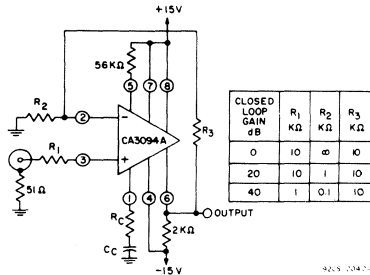 +15V
R2
56KΩ
5
7
8
2
−
CA3094A
R3
R1
3
+
51Ω
1
4
6
OUTPUT
RC
2KΩ
CC
−15V
CLOSED LOOP GAIN dB R1 KΩ R2 KΩ R3 KΩ
0 10 ∞ 10
20 10 1 10
40 1 0.1 10